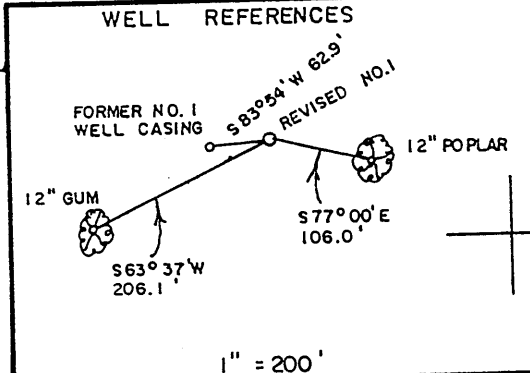 WELL REFERENCES
S83°54'W 62.9'
REVISED NO.1
FORMER NO. 1
WELL CASING
12" POPLAR
12" GUM
S77°00'E
106.0'
S63°37'W
206.1'
1" = 200'